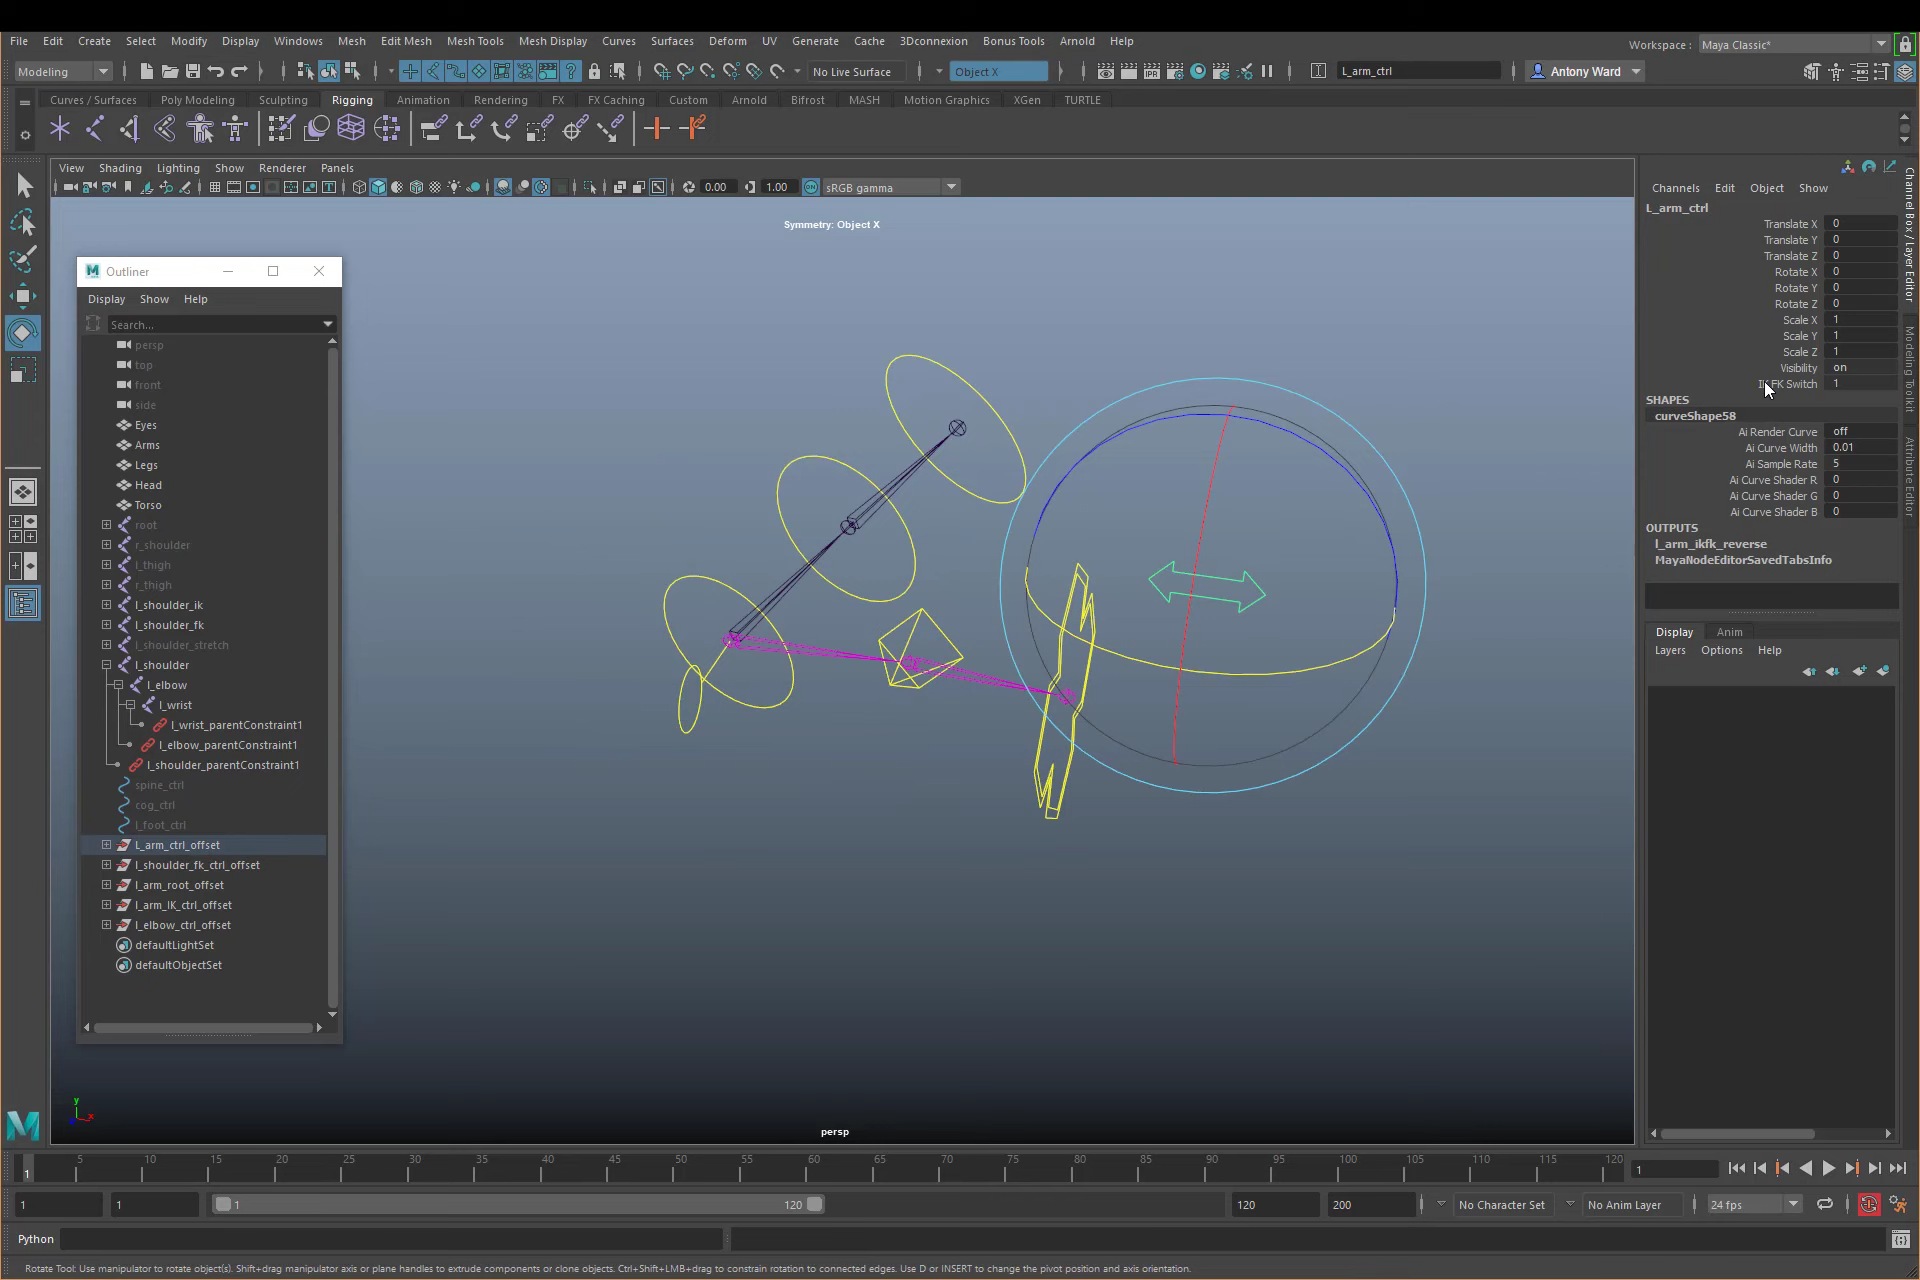 File Edit Create Select Modify Display Windows Mesh Edit Mesh Mesh Tools Mesh Display Curves Surfaces Deform UV Generate Cache 3Dconnexion Bonus Tools Arnold Help
Workspace : Maya Classic*
Modeling No Live Surface Object X L_arm_ctrl Antony Ward
Curves / Surfaces Poly Modeling Sculpting Rigging Animation Rendering FX FX Caching Custom Arnold Bifrost MASH Motion Graphics XGen TURTLE
View Shading Lighting Show Renderer Panels
0.00 1.00 sRGB gamma
Symmetry: Object X
Outliner
Display Show Help
Search...
persp
top
front
side
Eyes
Arms
Legs
Head
Torso
root
r_shoulder
l_thigh
r_thigh
l_shoulder_ik
l_shoulder_fk
l_shoulder_stretch
l_shoulder
l_elbow
l_wrist
l_wrist_parentConstraint1
l_elbow_parentConstraint1
l_shoulder_parentConstraint1
spine_ctrl
cog_ctrl
l_foot_ctrl
L_arm_ctrl_offset
l_shoulder_fk_ctrl_offset
l_arm_root_offset
l_arm_IK_ctrl_offset
l_elbow_ctrl_offset
defaultLightSet
defaultObjectSet
persp
Channels Edit Object Show
L_arm_ctrl
Translate X 0
Translate Y 0
Translate Z 0
Rotate X 0
Rotate Y 0
Rotate Z 0
Scale X 1
Scale Y 1
Scale Z 1
Visibility on
FK Switch 1
SHAPES
curveShape58
Ai Render Curve off
Ai Curve Width 0.01
Ai Sample Rate 5
Ai Curve Shader R 0
Ai Curve Shader G 0
Ai Curve Shader B 0
OUTPUTS
l_arm_ikfk_reverse
MayaNodeEditorSavedTabsInfo
Display Anim
Layers Options Help
Channel Box / Layer Editor
Modeling Toolkit
Attribute Editor
1 5 10 15 20 25 30 35 40 45 50 55 60 65 70 75 80 85 90 95 100 105 110 115 120 1
1 1 1 120 120 200 No Character Set No Anim Layer 24 fps
Python
Rotate Tool: Use manipulator to rotate object(s). Shift+drag manipulator axis or plane handles to extrude components or clone objects. Ctrl+Shift+LMB+drag to constrain rotation to connected edges. Use D or INSERT to change the pivot position and axis orientation.